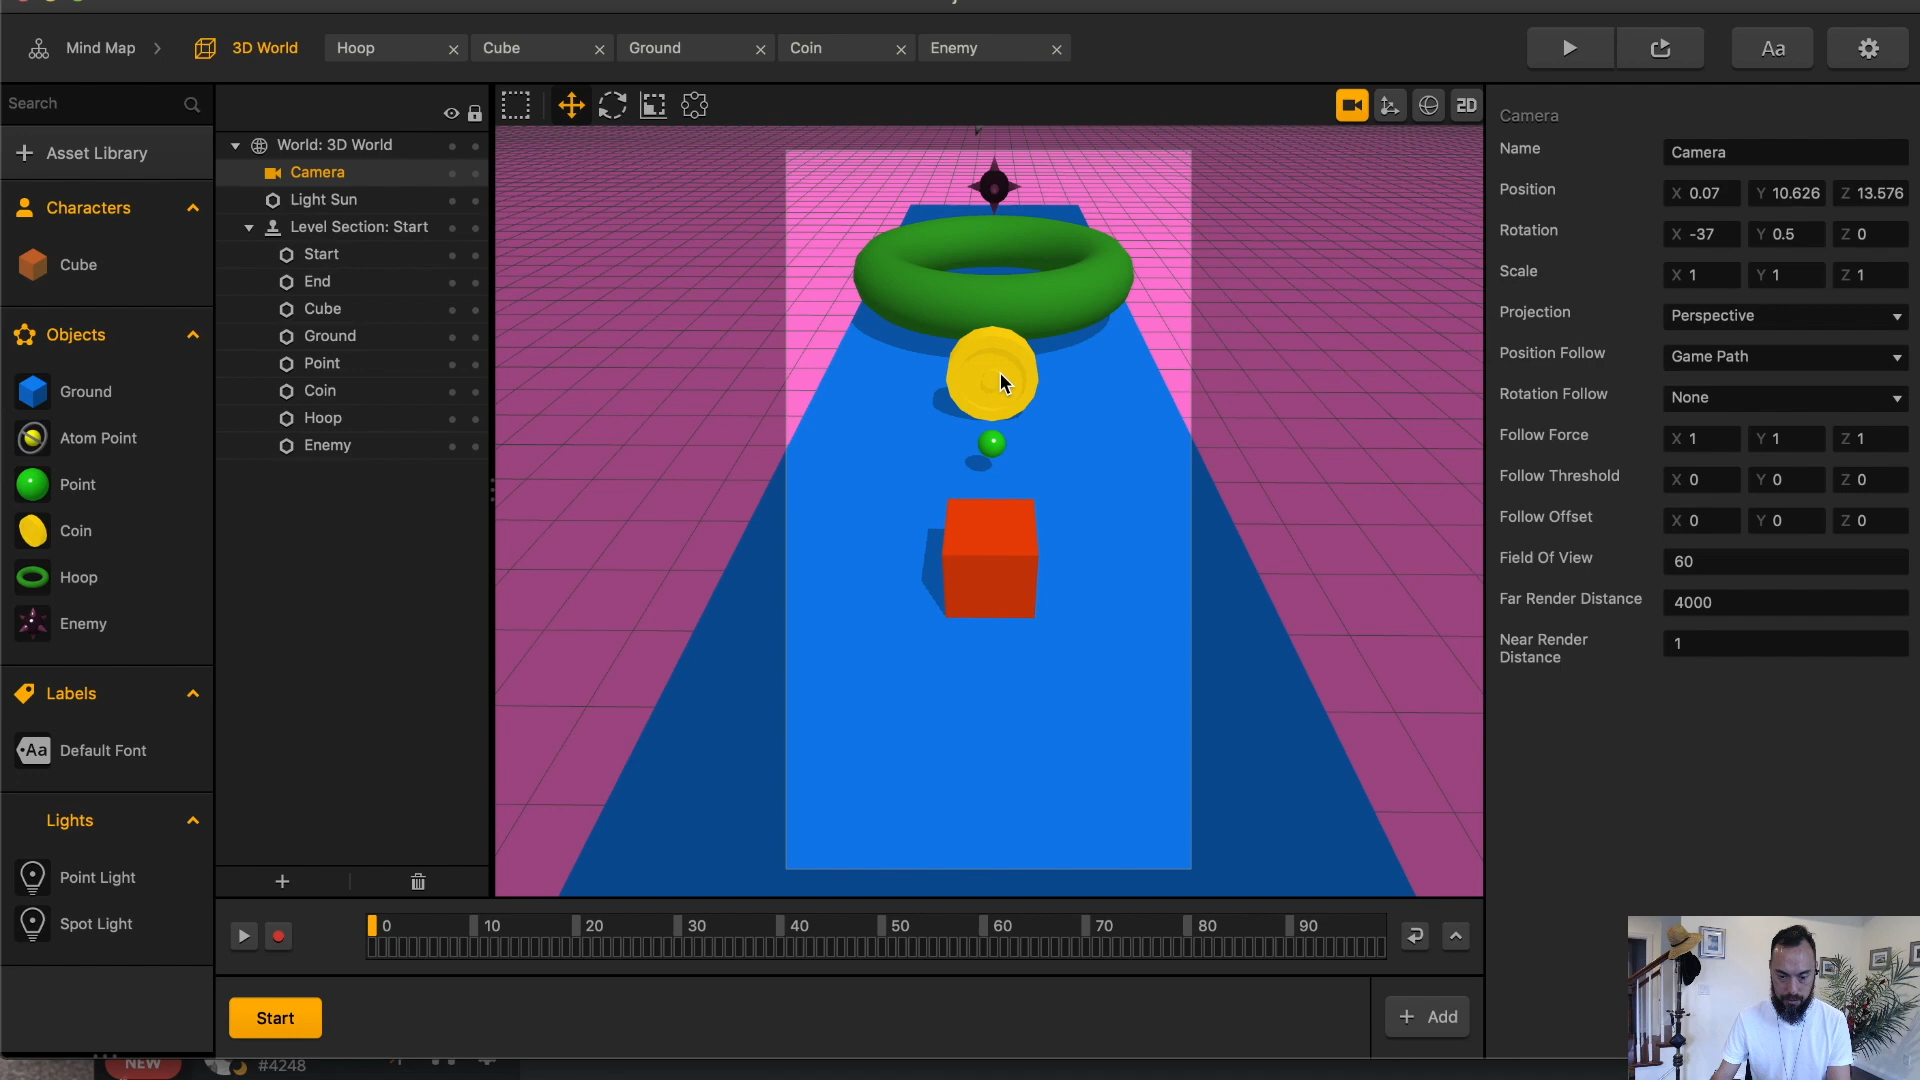 Mind Map
3D World
Hoop
Cube
Ground
Coin
Enemy
Aa
Search
Asset Library
Characters
Cube
Objects
Ground
Atom Point
Point
Coin
Hoop
Enemy
Labels
Aa Default Font
Lights
Point Light
Spot Light
World: 3D World
Camera
Light Sun
Level Section: Start
Start
End
Cube
Ground
Point
Coin
Hoop
Enemy
2D
Camera
Name Camera
Position X 0.07 Y 10.626 Z 13.576
Rotation X -37 Y 0.5 Z 0
Scale X 1 Y 1 Z 1
Projection Perspective
Position Follow Game Path
Rotation Follow None
Follow Force X 1 Y 1 Z 1
Follow Threshold X 0 Y 0 Z 0
Follow Offset X 0 Y 0 Z 0
Field Of View 60
Far Render Distance 4000
Near Render
Distance 1
0 10 20 30 40 50 60 70 80 90
Start
+ Add
NEW
#4248